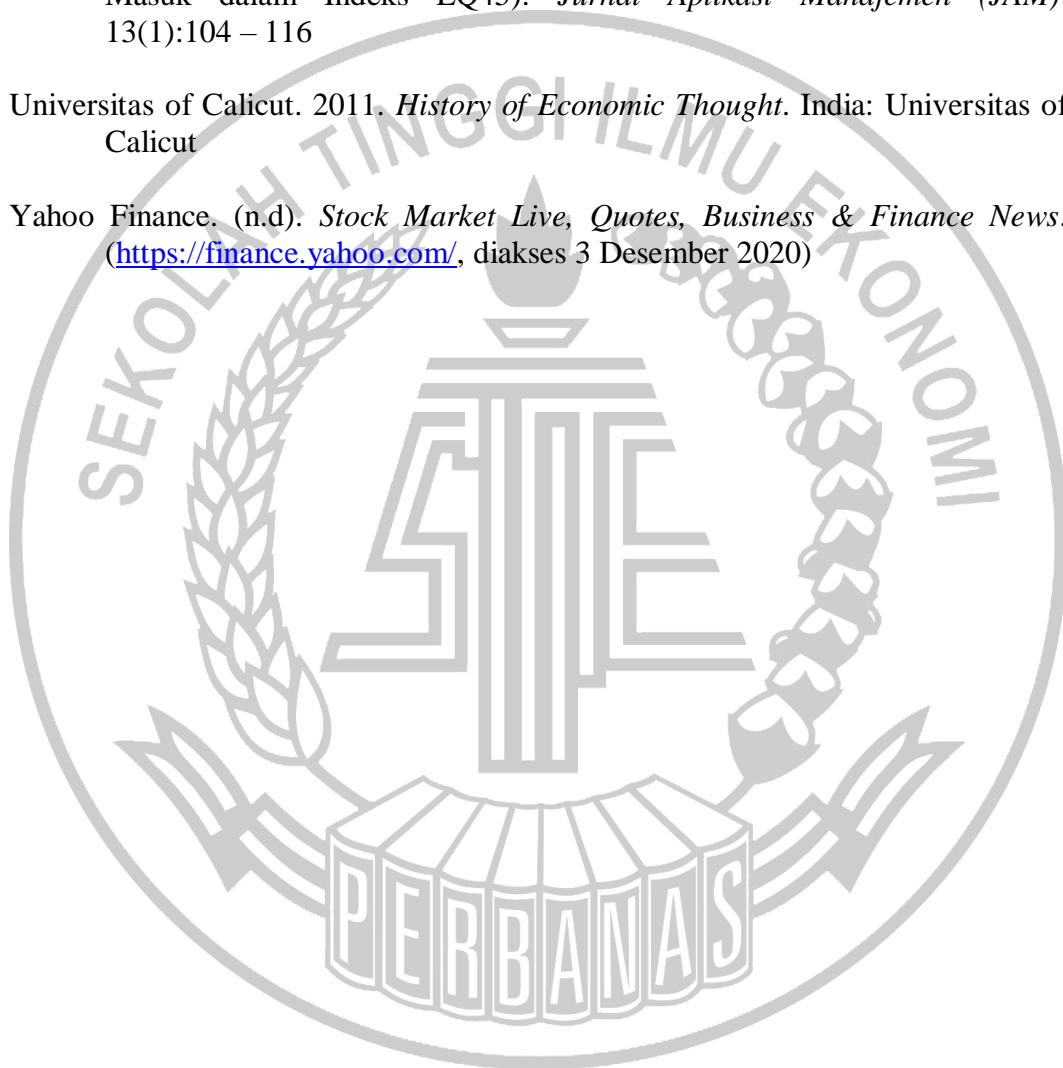 Masuk dalam Indeks LQ45). Jurnal Aplikasi Manajemen (JAM).
13(1):104 – 116
Universitas of Calicut. 2011. History of Economic Thought. India: Universitas of
Calicut
Yahoo Finance. (n.d). Stock Market Live, Quotes, Business & Finance News.
(https://finance.yahoo.com/, diakses 3 Desember 2020)
SEKOLAH TINGGI ILMU EKONOMI
STIE
PERBANAS